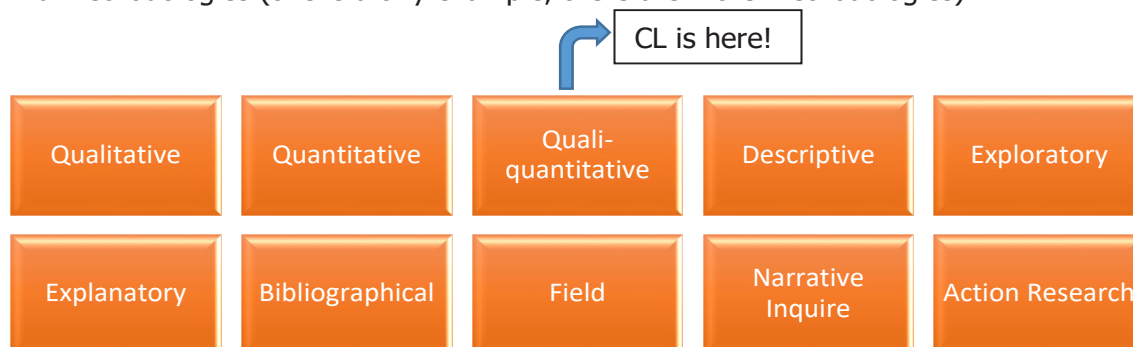 CL is here!
Qualitative
Quantitative
Quali-
quantitative
Descriptive
Exploratory
Explanatory
Bibliographical
Field
Narrative
Inquire
Action Research